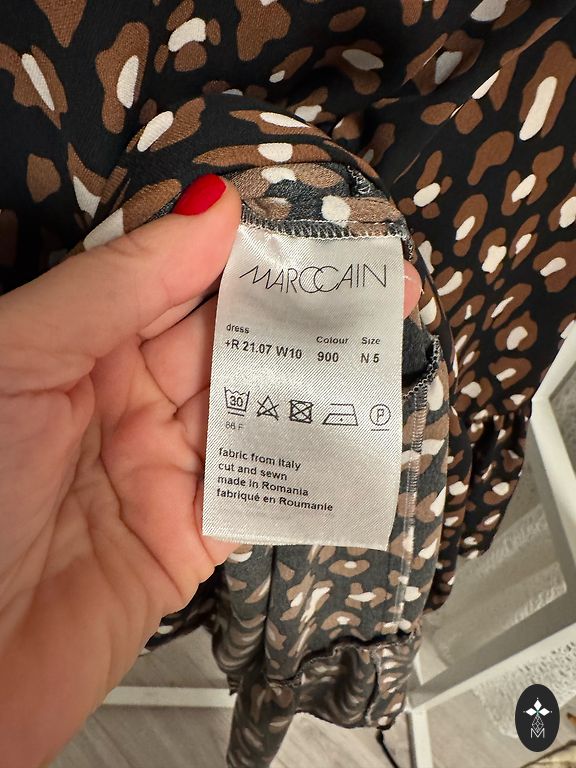 MARCCAIN
dress Colour Size
+R 21.07 W10 900 N 5
30 P
86 F
fabric from Italy
cut and sewn
made in Romania
fabriqué en Roumanie
M